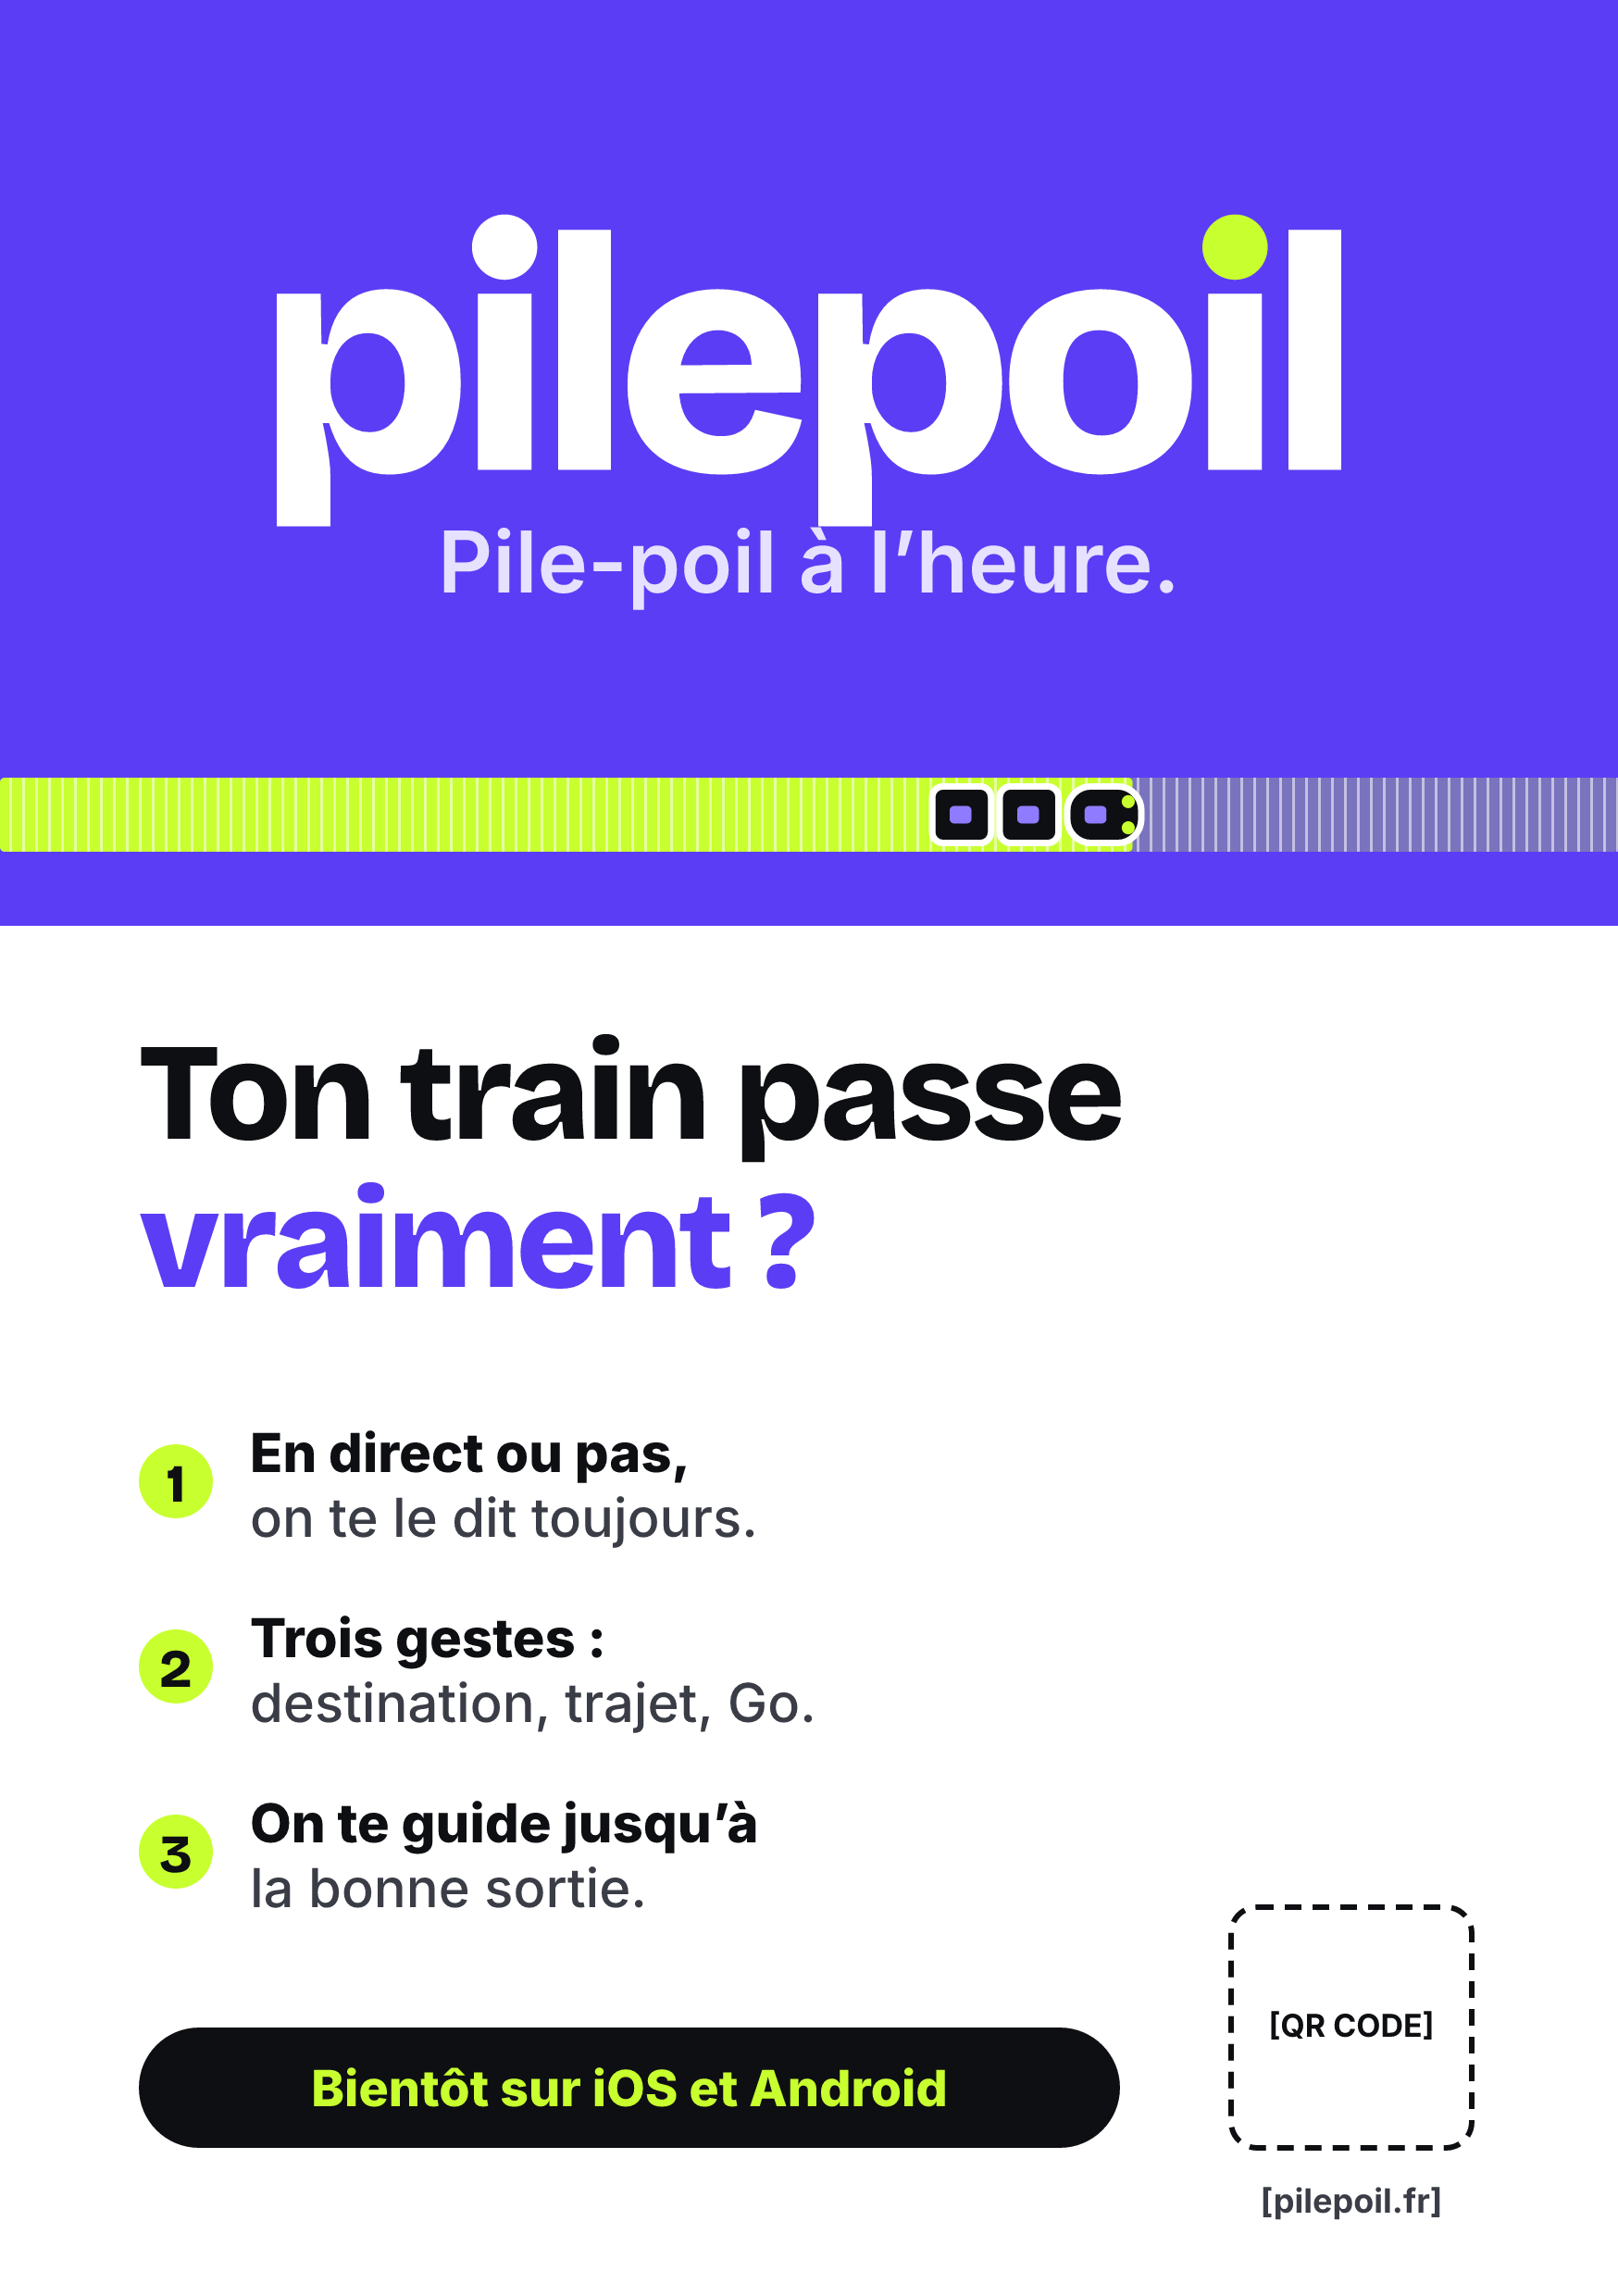 pilepoil
Pile-poil à l’heure.
Ton train passe
vraiment ?
1
En direct ou pas,
on te le dit toujours.
2
Trois gestes :
destination, trajet, Go.
3
On te guide jusqu’à
la bonne sortie.
[QR CODE]
Bientôt sur iOS et Android
[pilepoil.fr]